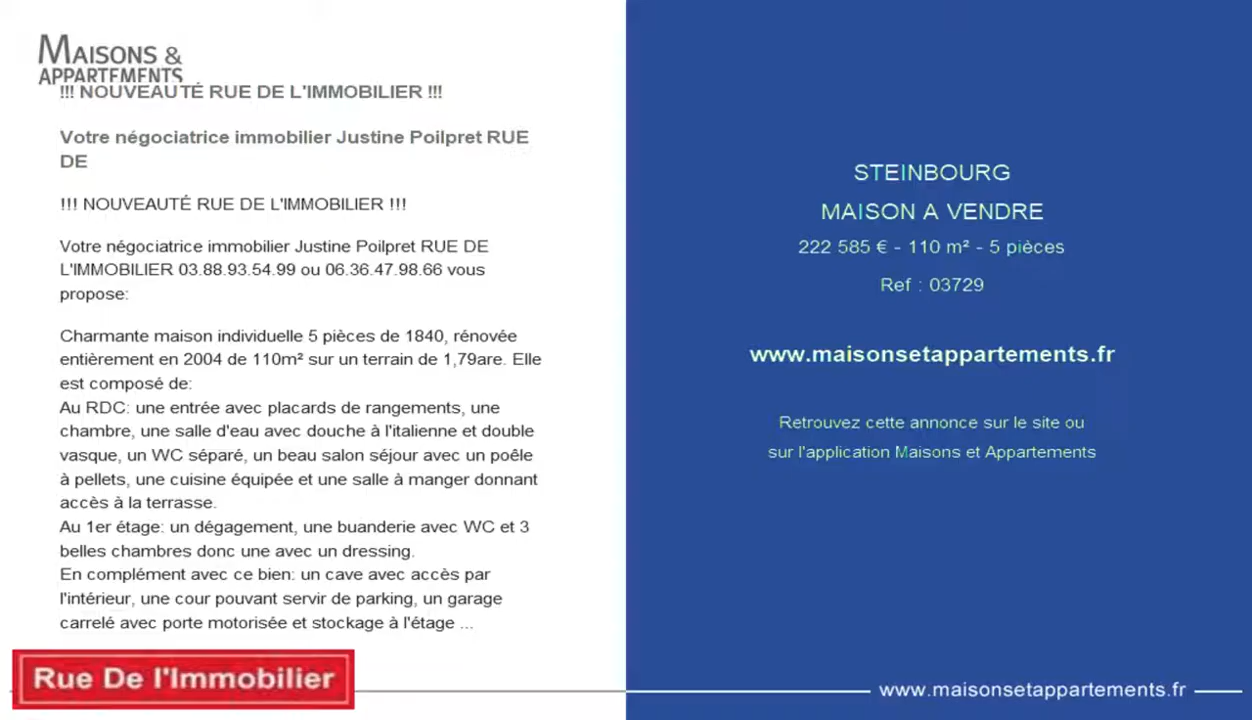 MAISONS &
APPARTEMENTS
!!! NOUVEAUTÉ RUE DE L'IMMOBILIER !!!
Votre négociatrice immobilier Justine Poilpret RUE
DE
!!! NOUVEAUTÉ RUE DE L'IMMOBILIER !!!
Votre négociatrice immobilier Justine Poilpret RUE DE
L'IMMOBILIER 03.88.93.54.99 ou 06.36.47.98.66 vous
propose:
Charmante maison individuelle 5 pièces de 1840, rénovée
entièrement en 2004 de 110m² sur un terrain de 1,79are. Elle
est composé de:
Au RDC: une entrée avec placards de rangements, une
chambre, une salle d'eau avec douche à l'italienne et double
vasque, un WC séparé, un beau salon séjour avec un poêle
à pellets, une cuisine équipée et une salle à manger donnant
accès à la terrasse.
Au 1er étage: un dégagement, une buanderie avec WC et 3
belles chambres donc une avec un dressing.
En complément avec ce bien: un cave avec accès par
l'intérieur, une cour pouvant servir de parking, un garage
carrelé avec porte motorisée et stockage à l'étage ...
Rue De l'Immobilier
STEINBOURG
MAISON A VENDRE
222 585 € - 110 m² - 5 pièces
Ref : 03729
www.maisonsetappartements.fr
Retrouvez cette annonce sur le site ou
sur l'application Maisons et Appartements
www.maisonsetappartements.fr